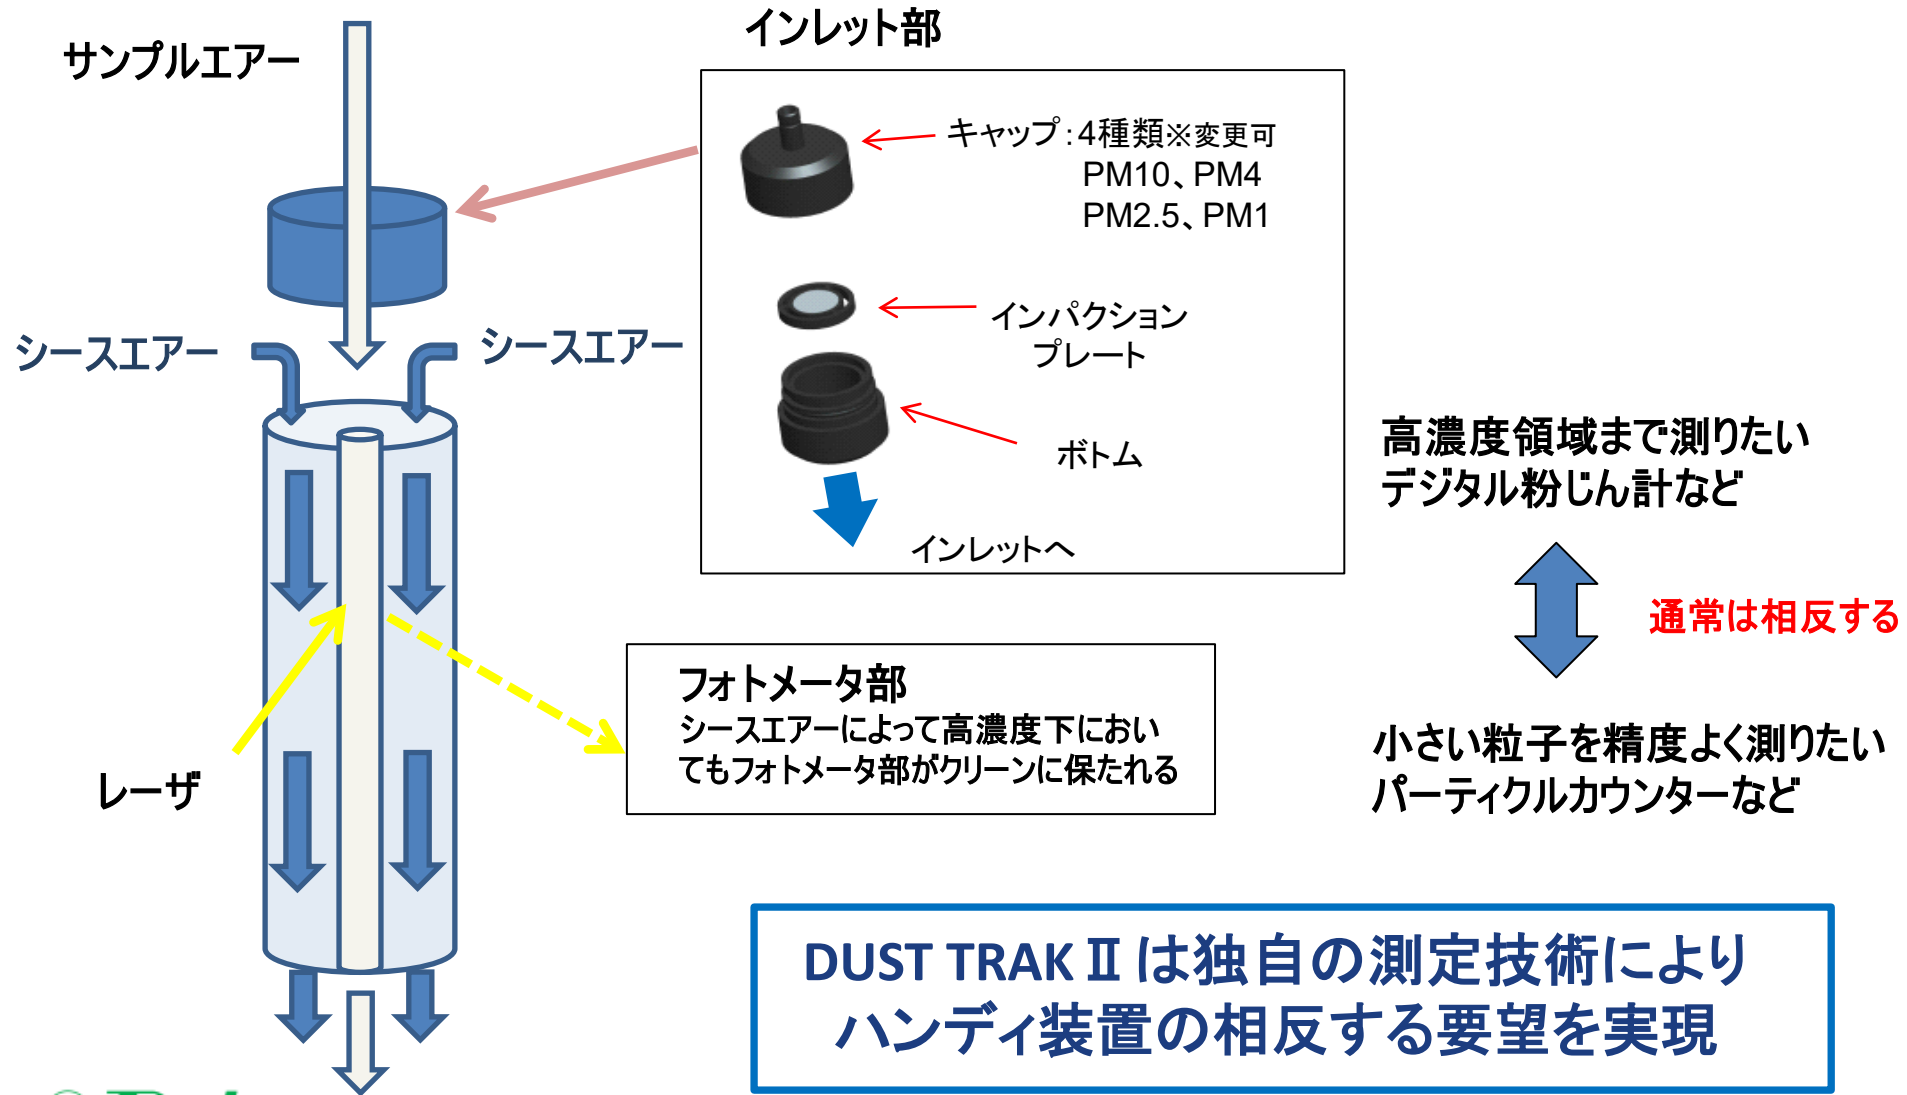 インレット部
サンプルエアー
キャップ：4種類※変更可
PM10、PM4
PM2.5、PM1
インパクション
プレート
ボトム
インレットへ
シースエアー
シースエアー
高濃度領域まで測りたい
デジタル粉じん計など
通常は相反する
小さい粒子を精度よく測りたい
パーティクルカウンターなど
フォトメータ部
シースエアーによって高濃度下におい
てもフォトメータ部がクリーンに保たれる
レーザ
DUST TRAKⅡは独自の測定技術により
ハンディ装置の相反する要望を実現